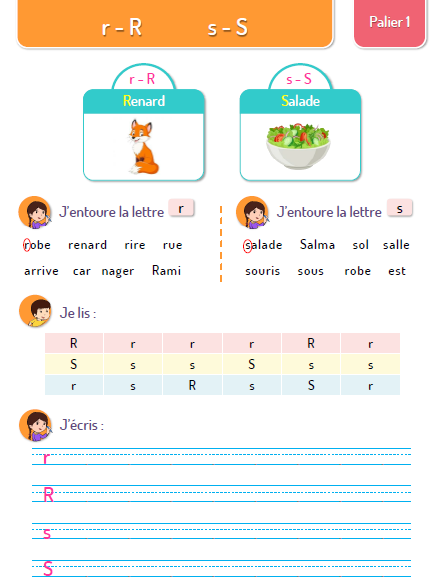 r - R s - S
Palier 1
r - R
Renard
s - S
Salade
J'entoure la lettre r
robe renard rire rue
arrive car nager Rami
J'entoure la lettre s
salade Salma sol salle
souris sous robe est
Je lis :
R r r r R r
S s s S s s
r s R s S r
J'écris :
r
R
s
S